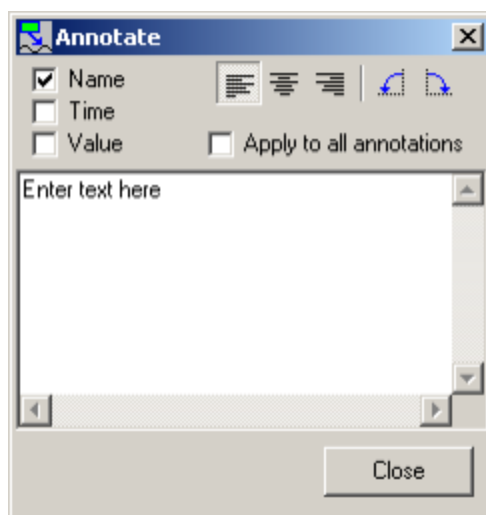 Annotate
Name
Time
Value
Apply to all annotations
Enter text here
Close